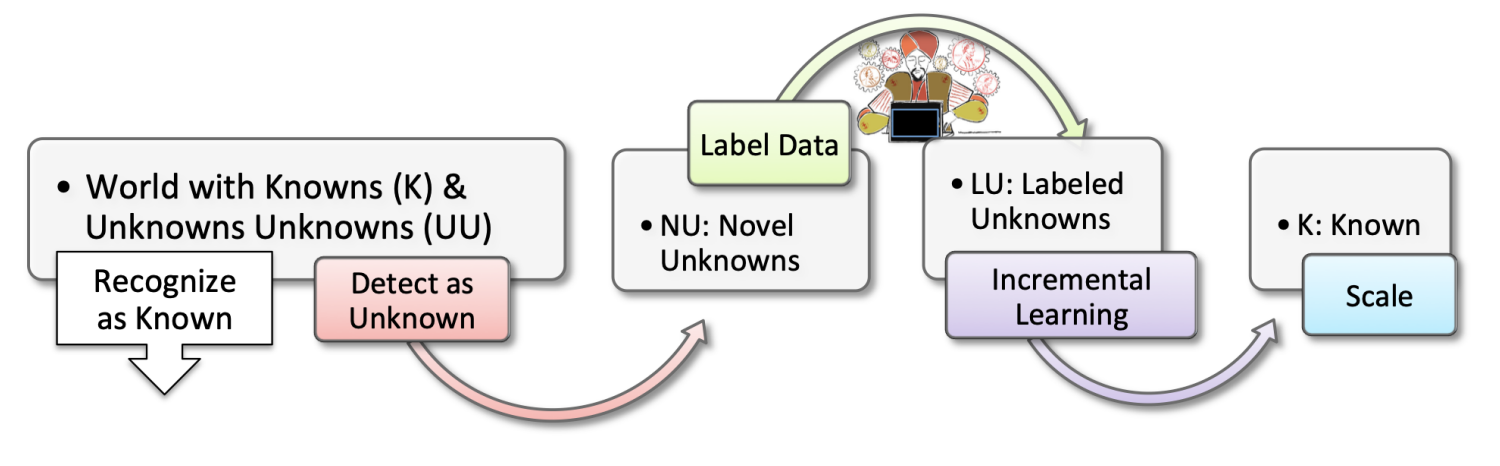 • World with Knowns (K) &
Unknowns Unknowns (UU)
Recognize
as Known
Detect as
Unknown
Label Data
• NU: Novel
Unknowns
• LU: Labeled
Unknowns
Incremental
Learning
• K: Known
Scale